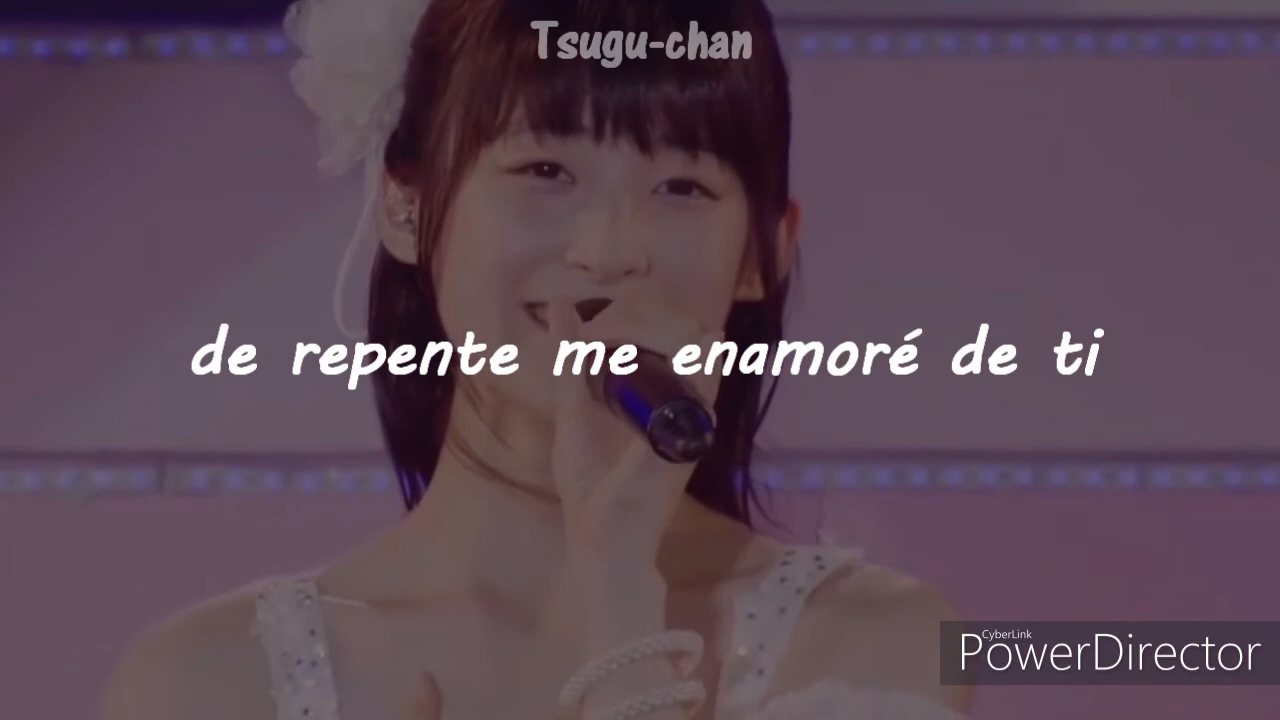 Tsugu-chan
de repente me enamoré de ti
CyberLink
PowerDirector